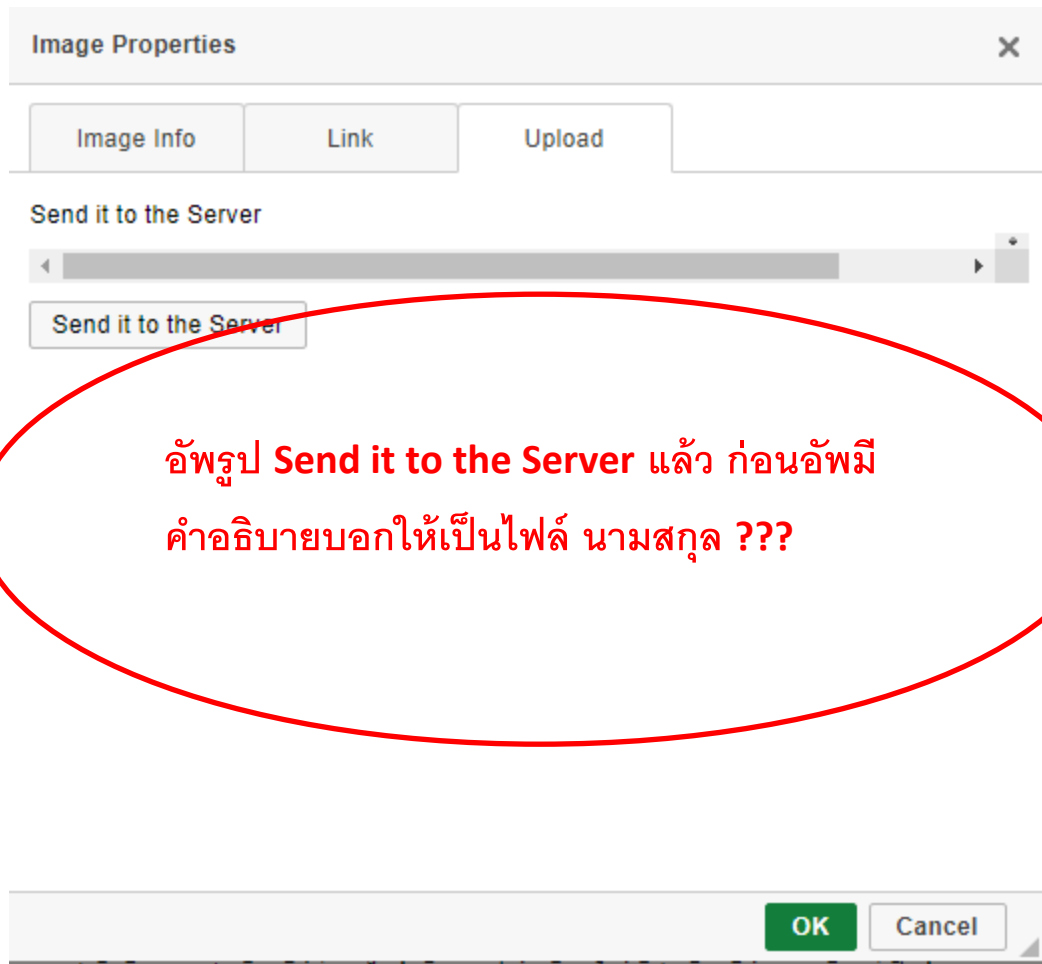 Image Properties
Image Info
Link
Upload
Send it to the Server
Send it to the Server
อัพรูป Send it to the Server แล้ว ก่อนอัพมี
คำอธิบายบอกให้เป็นไฟล์ นามสกุล ???
OK
Cancel